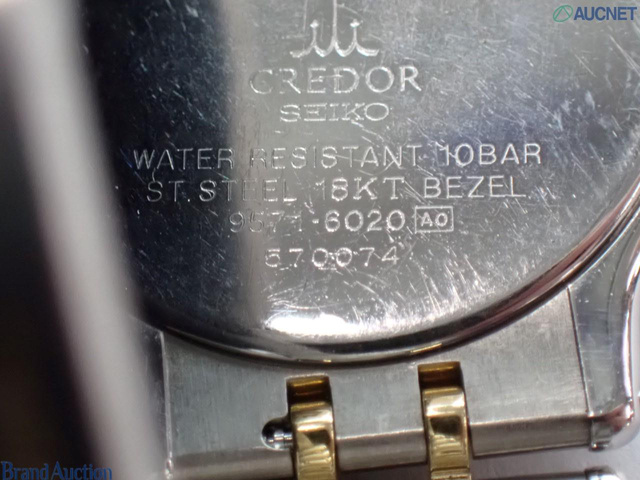 AUCNET
CREDOR
SEIKO
WATER RESISTANT 10BAR
ST. STEEL 18KT BEZEL
9571-6020 A0
570074
Brand Auction